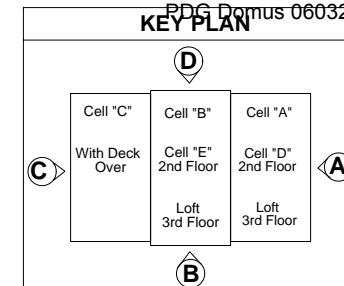 PDG Domus 06032
KEY PLAN
D
Cell "C"
With Deck
Over
Cell "B"
Cell "E"
2nd Floor
Loft
3rd Floor
Cell "A"
Cell "D"
2nd Floor
Loft
3rd Floor
C
A
B